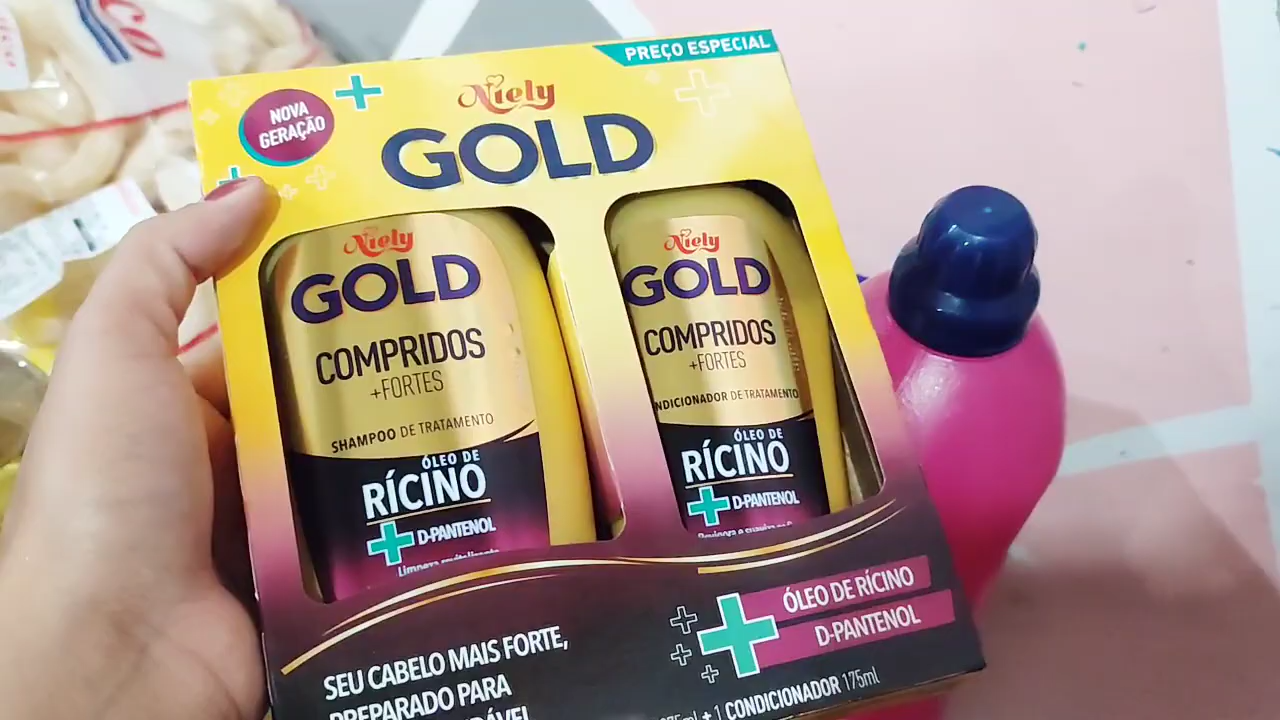 PREÇO ESPECIAL
NOVA
GERAÇÃO
Niely
GOLD
Niely
GOLD
COMPRIDOS
+FORTES
SHAMPOO DE TRATAMENTO
ÓLEO DE
RÍCINO
D-PANTENOL
Limpeza revitalizante
Niely
GOLD
COMPRIDOS
+FORTES
NDICIONADOR DE TRATAMENTO
ÓLEO DE
RÍCINO
D-PANTENOL
SEU CABELO MAIS FORTE,
PREPARADO PARA
ÓLEO DE RÍCINO
D-PANTENOL
+ 1 CONDICIONADOR 175ml